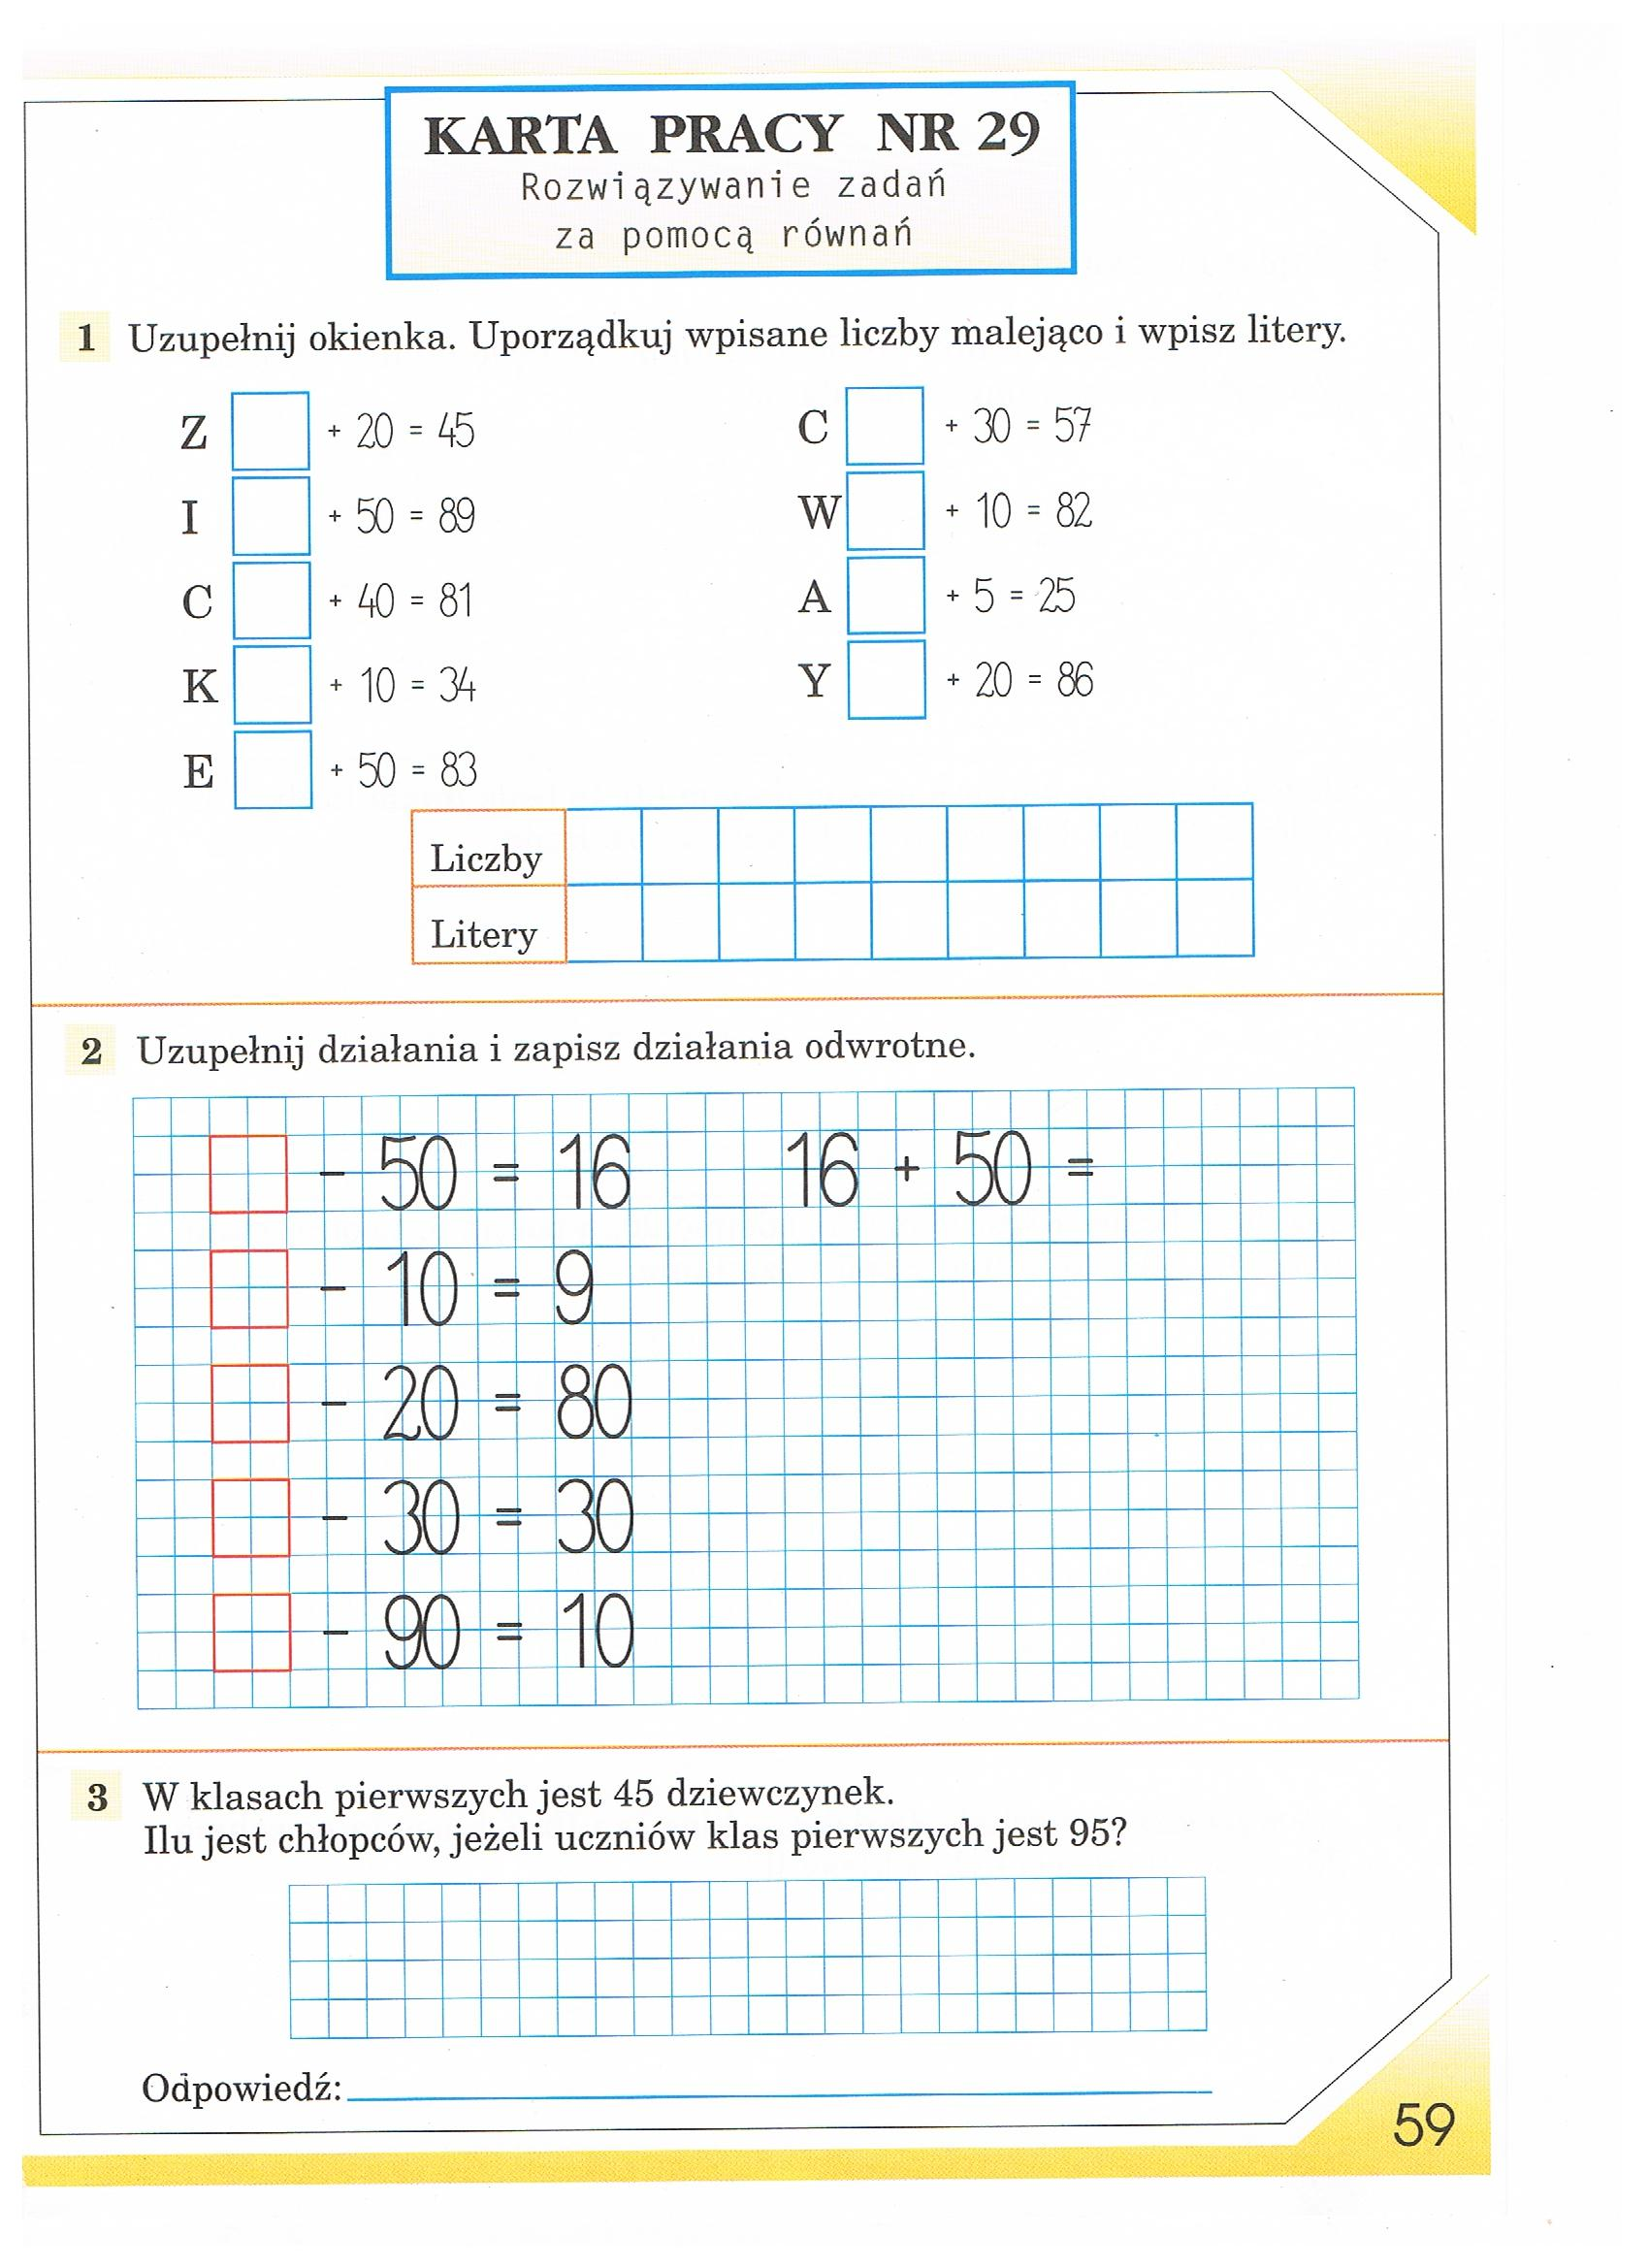 KARTA PRACY NR 29
Rozwiązywanie zadań
za pomocą równań
1 Uzupełnij okienka. Uporządkuj wpisane liczby malejąco i wpisz litery.
Z + 20 = 45
C + 30 = 57
I + 50 = 89
W + 10 = 82
C + 40 = 81
A + 5 = 25
K + 10 = 34
Y + 20 = 86
E + 50 = 83
Liczby
Litery
2 Uzupełnij działania i zapisz działania odwrotne.
- 50 = 16 16 + 50 =
- 10 = 9
- 20 = 80
- 30 = 30
- 90 = 10
3 W klasach pierwszych jest 45 dziewczynek.
Ilu jest chłopców, jeżeli uczniów klas pierwszych jest 95?
Odpowiedź:
59